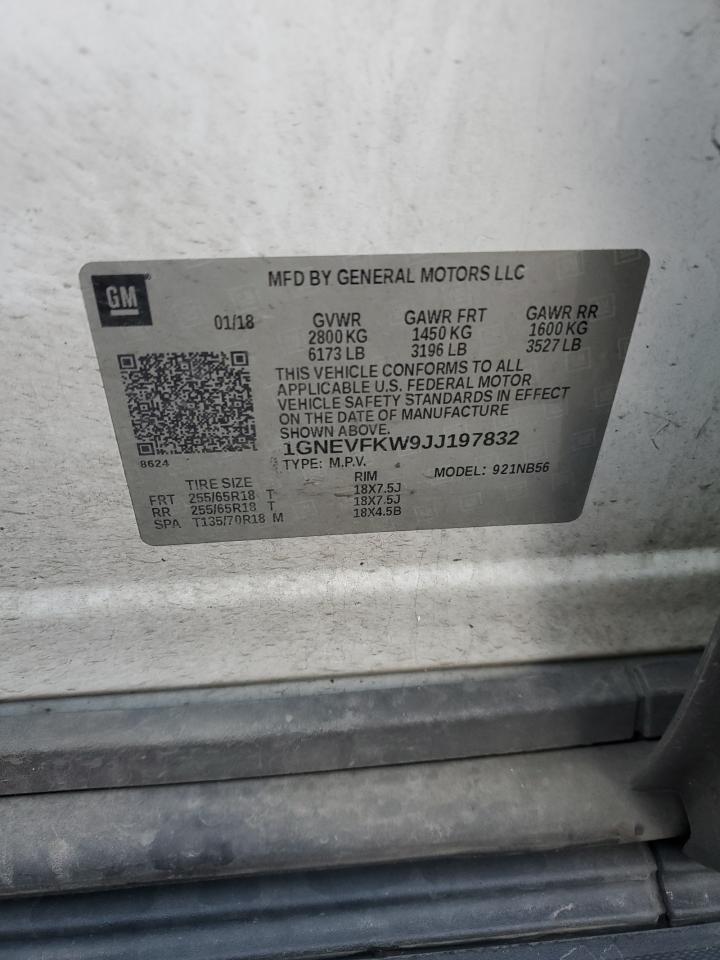 GM
MFD BY GENERAL MOTORS LLC
01/18 GVWR GAWR FRT GAWR RR
2800 KG 1450 KG 1600 KG
6173 LB 3196 LB 3527 LB
THIS VEHICLE CONFORMS TO ALL
APPLICABLE U.S. FEDERAL MOTOR
VEHICLE SAFETY STANDARDS IN EFFECT
ON THE DATE OF MANUFACTURE
SHOWN ABOVE.
8624
1GNEVFKW9JJ197832
TYPE: M.P.V. MODEL: 921NB56
TIRE SIZE RIM
FRT 255/65R18 T 18X7.5J
RR 255/65R18 T 18X7.5J
SPA T135/70R18 M 18X4.5B